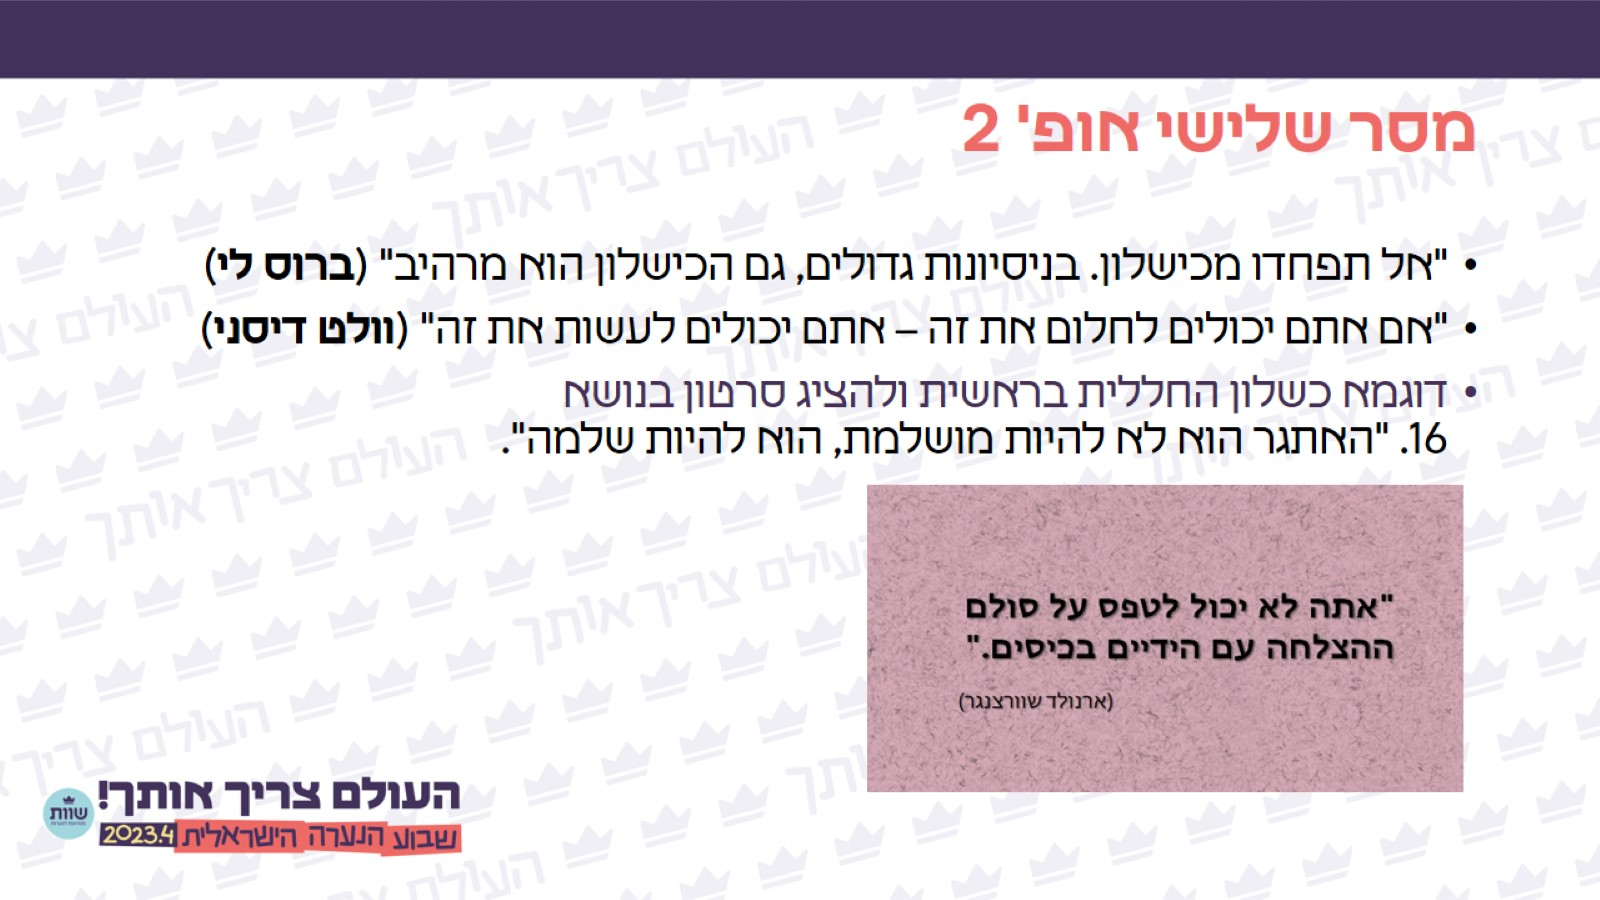 מסר שלישי אופ' 2
• "אל תפחדו מכישלון. בניסיונות גדולים, גם הכישלון הוא מרהיב" (ברוס לי)
• "אם אתם יכולים לחלום את זה – אתם יכולים לעשות את זה" (וולט דיסני)
• דוגמא כשלון החללית בראשית ולהציג סרטון בנושא
16. "האתגר הוא לא להיות מושלמת, הוא להיות שלמה".
"אתה לא יכול לטפס על סולם
ההצלחה עם הידיים בכיסים."
(ארנולד שוורצנגר)
העולם צריך אותך!
שבוע הנערה הישראלית 2023.4
שוות